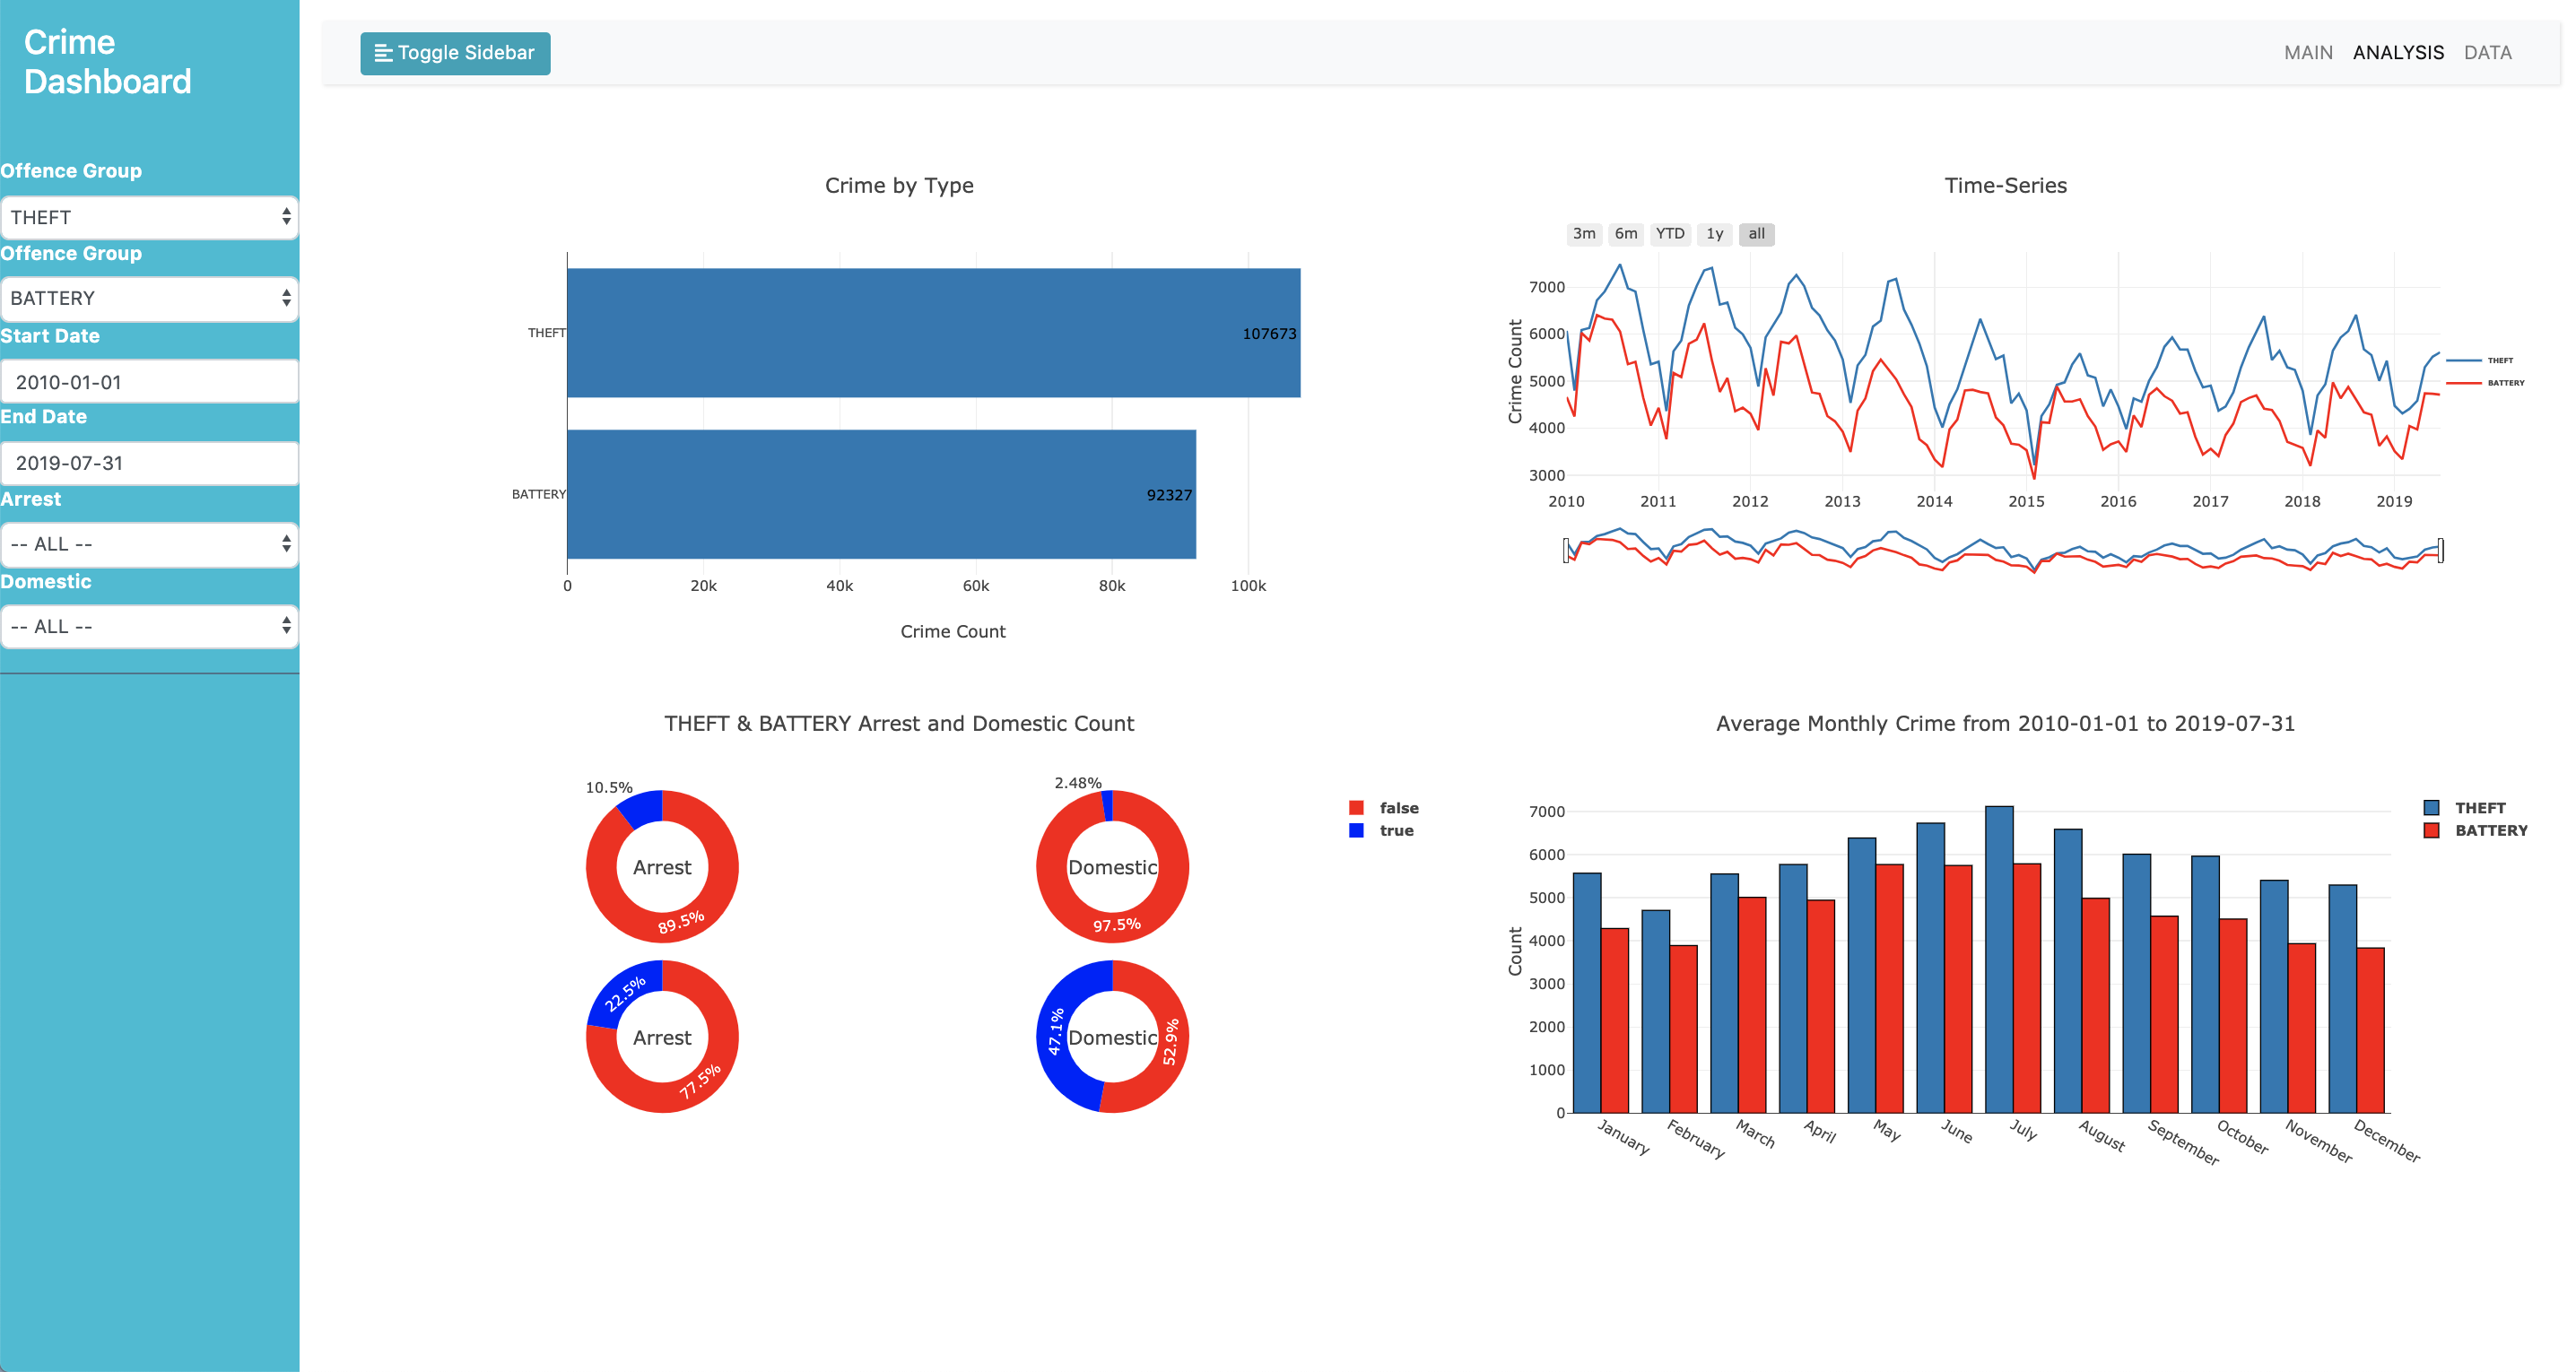 Crime
Dashboard
Offence Group
THEFT
Offence Group
BATTERY
Start Date
2010-01-01
End Date
2019-07-31
Arrest
-- ALL --
Domestic
-- ALL --
Toggle Sidebar
MAIN ANALYSIS DATA
Crime by Type
THEFT
107673
BATTERY
92327
0 20k 40k 60k 80k 100k
Crime Count
Time-Series
3m 6m YTD 1y all
Crime Count
7000
6000
5000
4000
3000
2010 2011 2012 2013 2014 2015 2016 2017 2018 2019
THEFT
BATTERY
THEFT & BATTERY Arrest and Domestic Count
10.5%
Arrest
89.5%
2.48%
Domestic
97.5%
false
true
22.5%
Arrest
77.5%
47.1%
Domestic
52.9%
Average Monthly Crime from 2010-01-01 to 2019-07-31
Count
7000
6000
5000
4000
3000
2000
1000
0
January February March April May June July August September October November December
THEFT
BATTERY